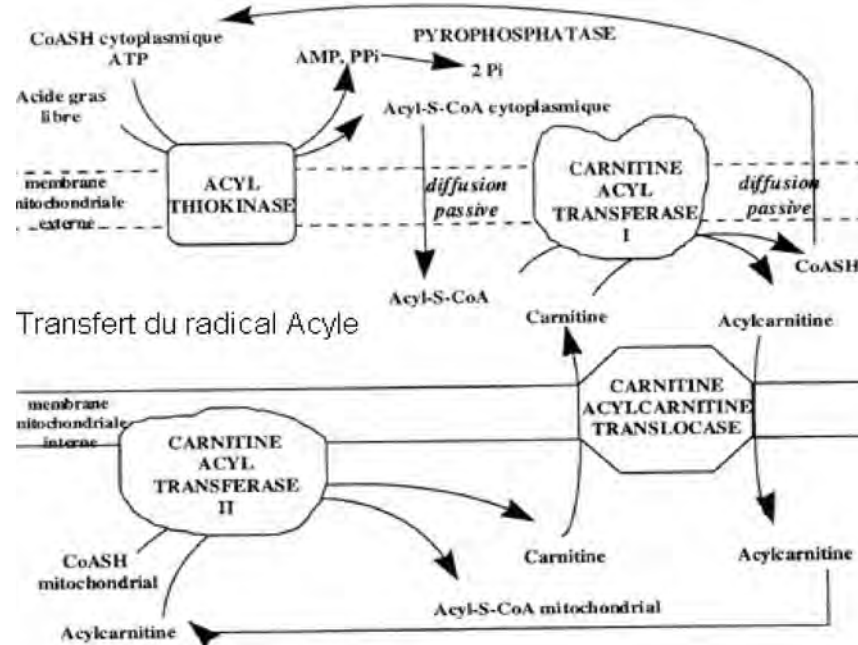 CoASH cytoplasmique
ATP
AMP, PPi
PYROPHOSPHATASE
2 Pi
Acide gras
libre
Acyl-S-CoA cytoplasmique
membrane
mitochondriale
externe
ACYL
THIOKINASE
diffusion
passive
CARNITINE
ACYL
TRANSFERASE
I
diffusion
passive
CoASH
Acyl-S-CoA
Carnitine
Acylcarnitine
Transfert du radical Acyle
membrane
mitochondriale
interne
CARNITINE
ACYLCARNITINE
TRANSLOCASE
CARNITINE
ACYL
TRANSFERASE
II
CoASH
mitochondrial
Carnitine
Acylcarnitine
Acyl-S-CoA mitochondrial
Acylcarnitine